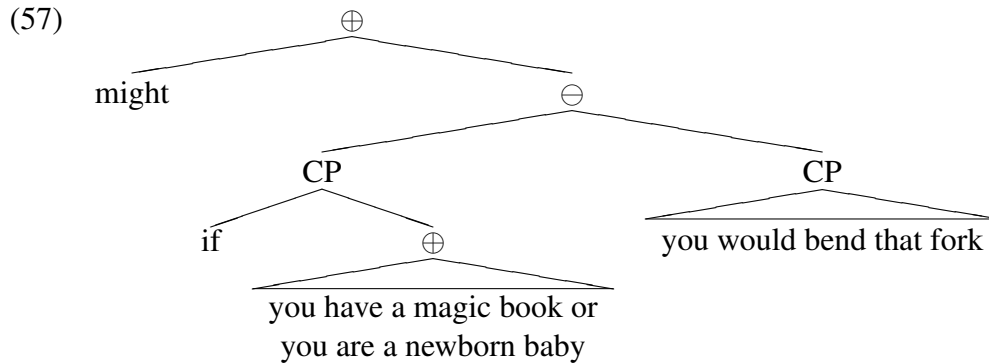 (57) ⊕
might
⊖
CP CP
if ⊕ you would bend that fork
you have a magic book or
you are a newborn baby